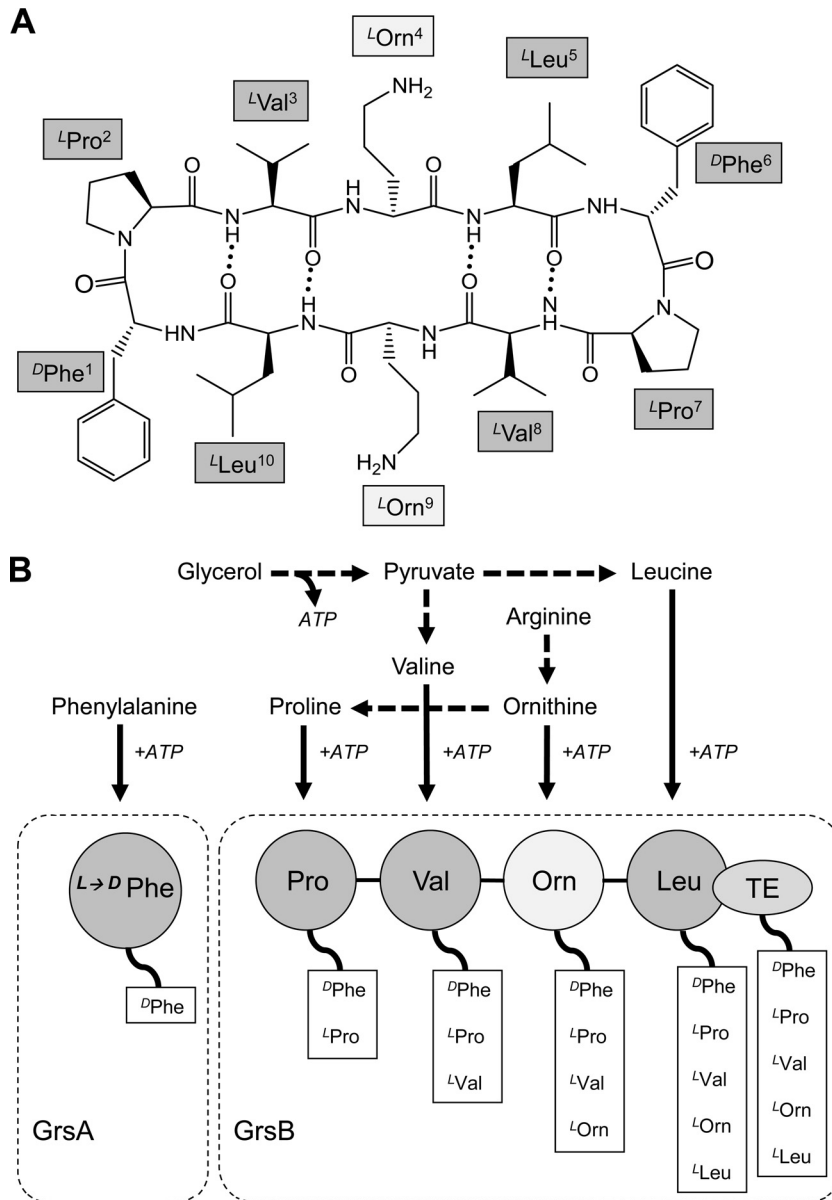 A
LOrn4
LLeu5
NH2
LVal3
LPro2
DPhe6
O
O
H
N
N
H
N
H
NH
O
O
O
N
O
O
O
O
N
HN
H
N
N
H
N
H
O
O
DPhe1
LPro7
LVal8
LLeu10
H2N
LOrn9
B
Glycerol
Pyruvate
Leucine
ATP
Arginine
Valine
Phenylalanine
Proline
Ornithine
+ATP
+ATP
+ATP
+ATP
+ATP
L→D Phe
Pro
Val
Orn
Leu
TE
DPhe
DPhe
LPro
DPhe
LPro
LVal
DPhe
LPro
LVal
LOrn
DPhe
LPro
LVal
LOrn
LLeu
DPhe
LPro
LVal
LOrn
LLeu
GrsA
GrsB